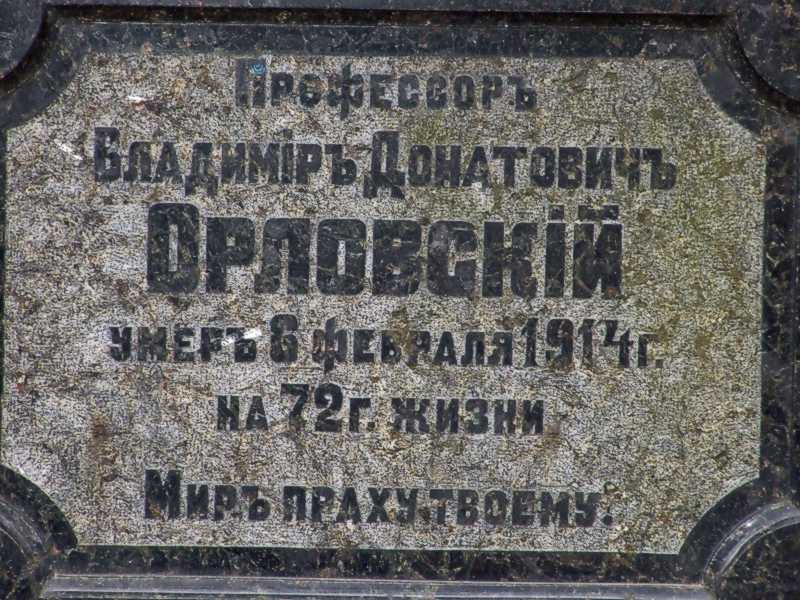 Профессоръ
Владиміръ Донатовичъ
Орловскій
умеръ 8 февраля 1914 г.
на 72 г. жизни
Миръ праху твоему.